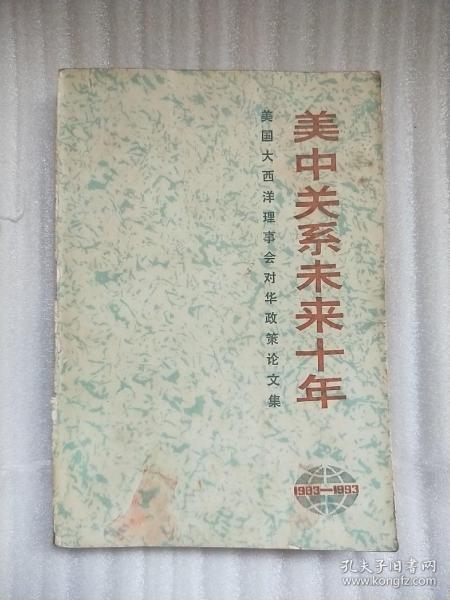 美中关系未来十年
美国大西洋理事会对华政策论文集
1983—1993
孔夫子旧书网
www.kongfz.com